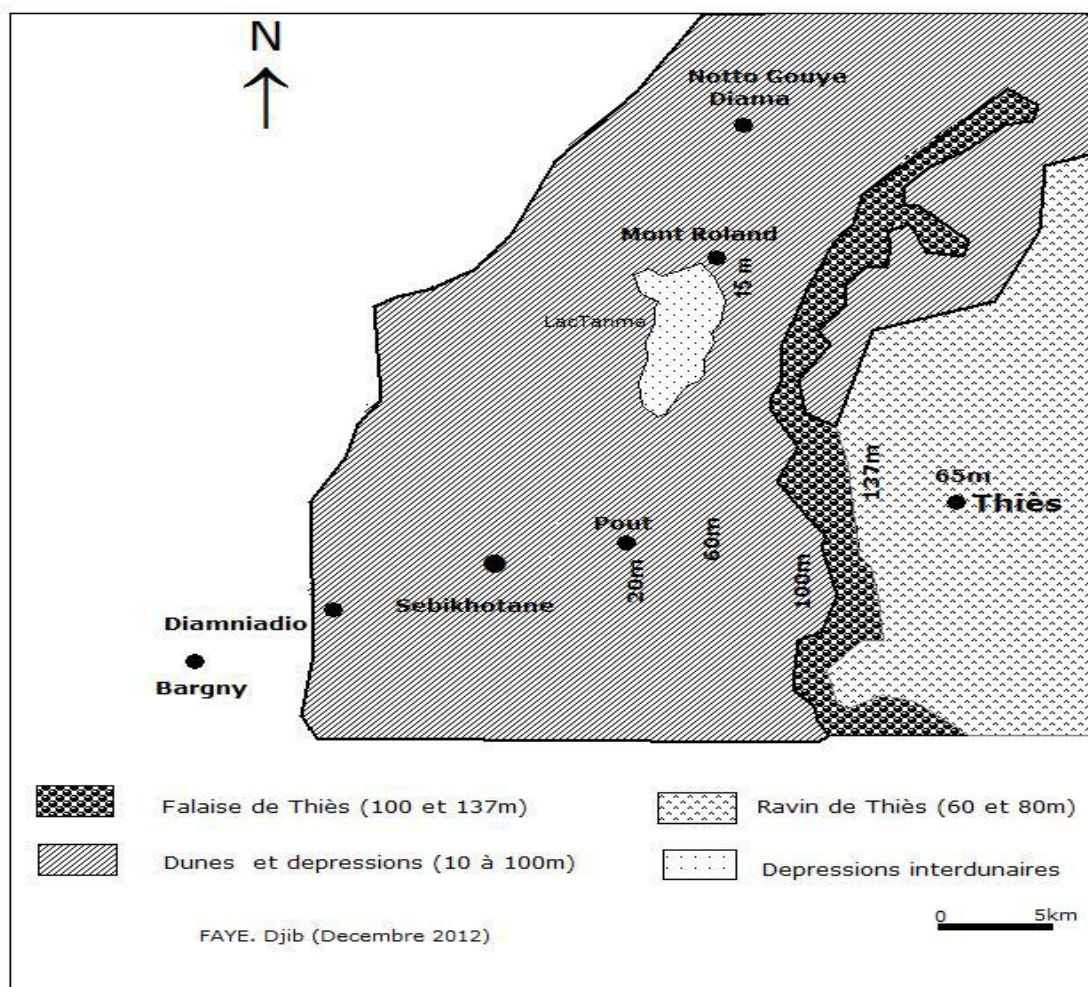 N
Notto Gouye
Diama
Mont Roland
15 m
LacTanma
137m
65m
Thiès
Pout
60m
20m
100m
Sebikhotane
Diamniadio
Bargny
Falaise de Thiès (100 et 137m)
Ravin de Thiès (60 et 80m)
Dunes et depressions (10 à 100m)
Depressions interdunaires
0 5km
FAYE. Djib (Decembre 2012)